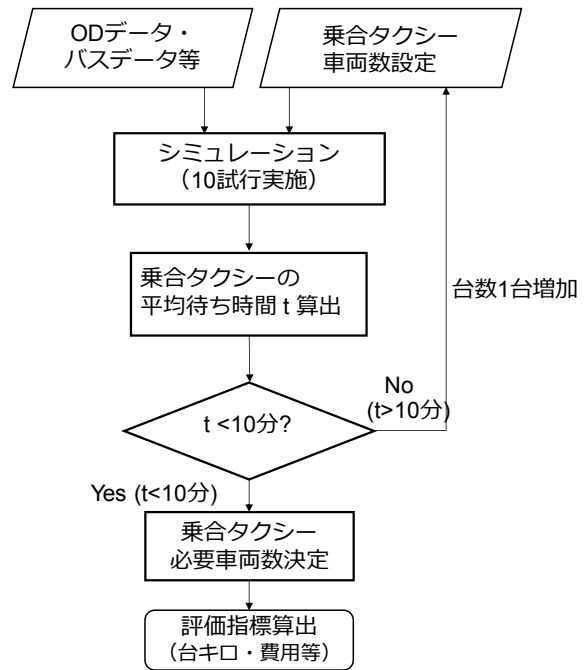 ODデータ・
バスデータ等
乗合タクシー
車両数設定
シミュレーション
（10試行実施）
乗合タクシーの
平均待ち時間 t 算出
台数1台増加
No
(t>10分)
t <10分?
Yes (t<10分)
乗合タクシー
必要車両数決定
評価指標算出
（台キロ・費用等）